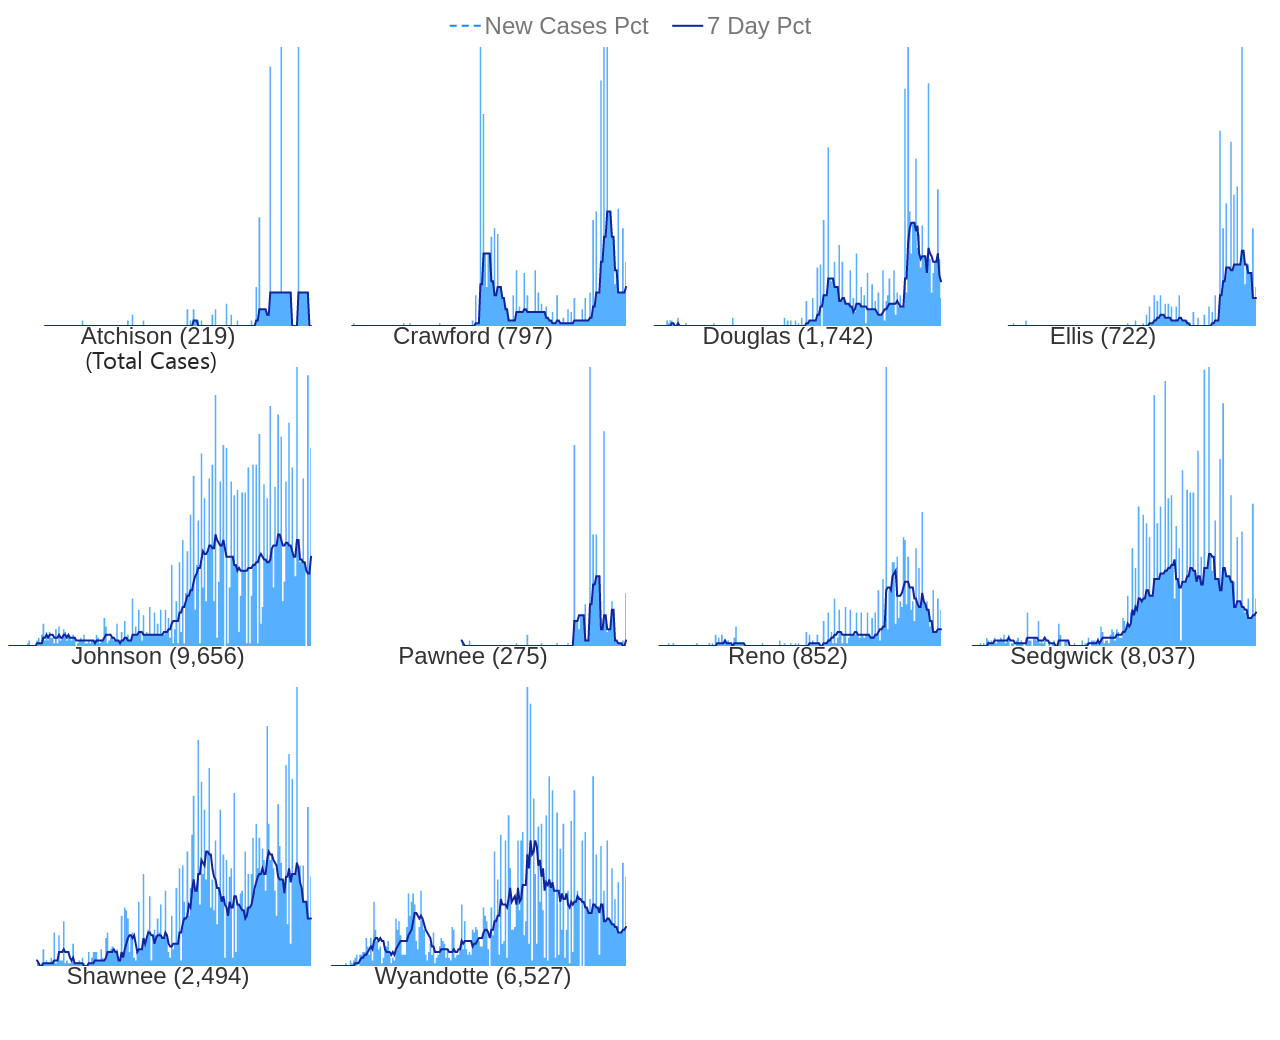 New Cases Pct 7 Day Pct
Atchison (219) Crawford (797) Douglas (1,742) Ellis (722)
(Total Cases)
Johnson (9,656) Pawnee (275) Reno (852) Sedgwick (8,037)
Shawnee (2,494) Wyandotte (6,527)